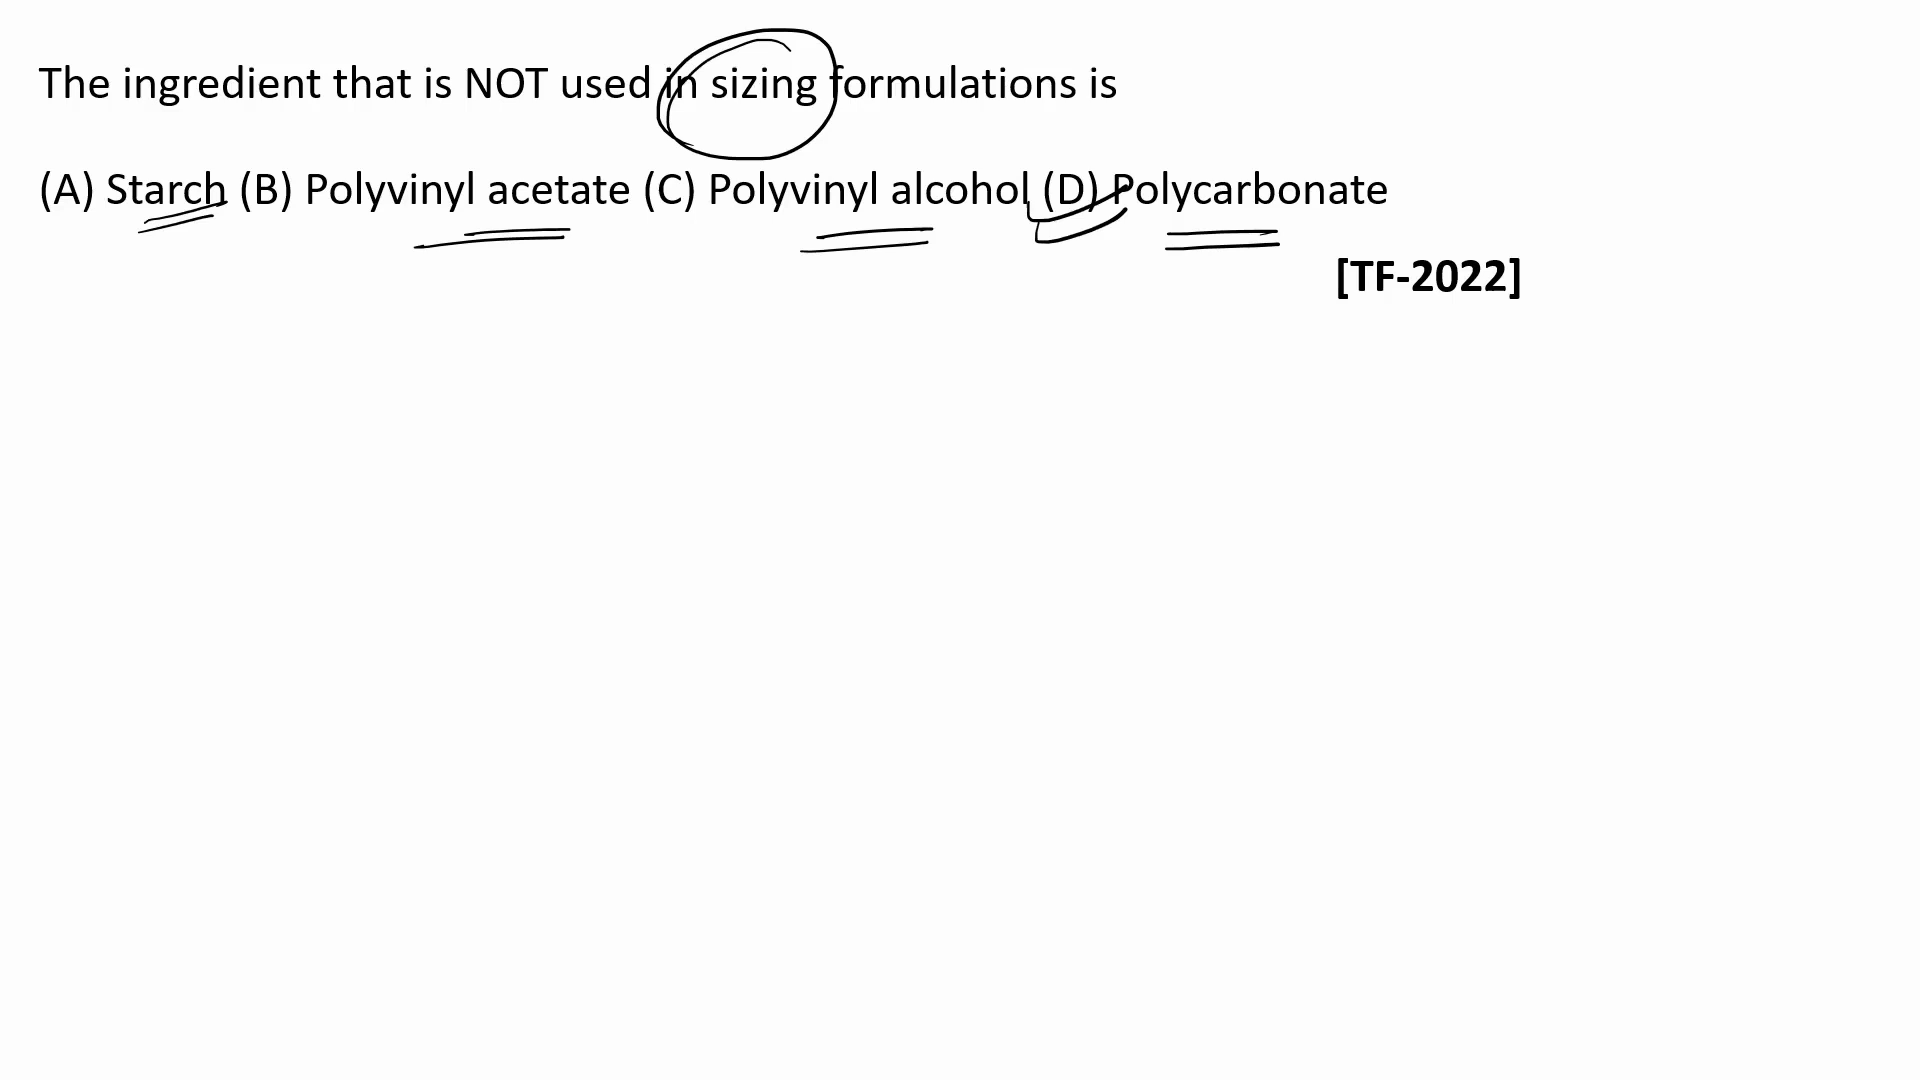 The ingredient that is NOT used in sizing formulations is
(A) Starch (B) Polyvinyl acetate (C) Polyvinyl alcohol (D) Polycarbonate
[TF-2022]